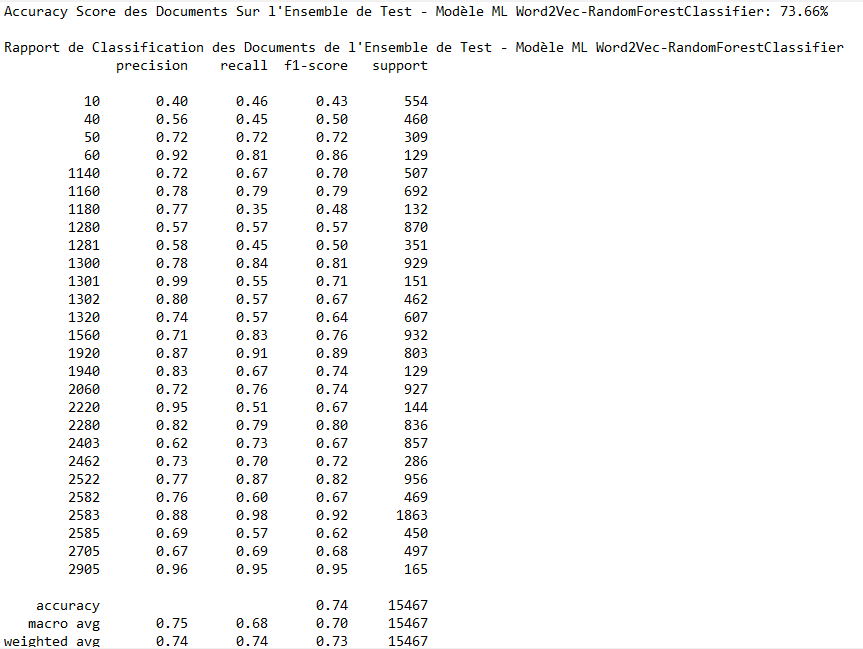 Accuracy Score des Documents Sur l'Ensemble de Test - Modèle ML Word2Vec-RandomForestClassifier: 73.66%
Rapport de Classification des Documents de l'Ensemble de Test - Modèle ML Word2Vec-RandomForestClassifier
precision recall f1-score support
10 0.40 0.46 0.43 554
40 0.56 0.45 0.50 460
50 0.72 0.72 0.72 309
60 0.92 0.81 0.86 129
1140 0.72 0.67 0.70 507
1160 0.78 0.79 0.79 692
1180 0.77 0.35 0.48 132
1280 0.57 0.57 0.57 870
1281 0.58 0.45 0.50 351
1300 0.78 0.84 0.81 929
1301 0.99 0.55 0.71 151
1302 0.80 0.57 0.67 462
1320 0.74 0.57 0.64 607
1560 0.71 0.83 0.76 932
1920 0.87 0.91 0.89 803
1940 0.83 0.67 0.74 129
2060 0.72 0.76 0.74 927
2220 0.95 0.51 0.67 144
2280 0.82 0.79 0.80 836
2403 0.62 0.73 0.67 857
2462 0.73 0.70 0.72 286
2522 0.77 0.87 0.82 956
2582 0.76 0.60 0.67 469
2583 0.88 0.98 0.92 1863
2585 0.69 0.57 0.62 450
2705 0.67 0.69 0.68 497
2905 0.96 0.95 0.95 165
accuracy 0.74 15467
macro avg 0.75 0.68 0.70 15467
weighted avg 0.74 0.74 0.73 15467